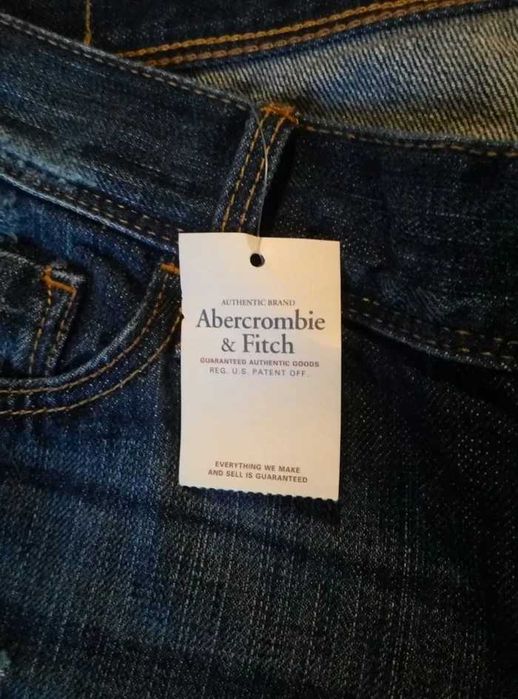 AUTHENTIC BRAND
Abercrombie
& Fitch
GUARANTEED AUTHENTIC GOODS
REG. U.S. PATENT OFF.
EVERYTHING WE MAKE
AND SELL IS GUARANTEED